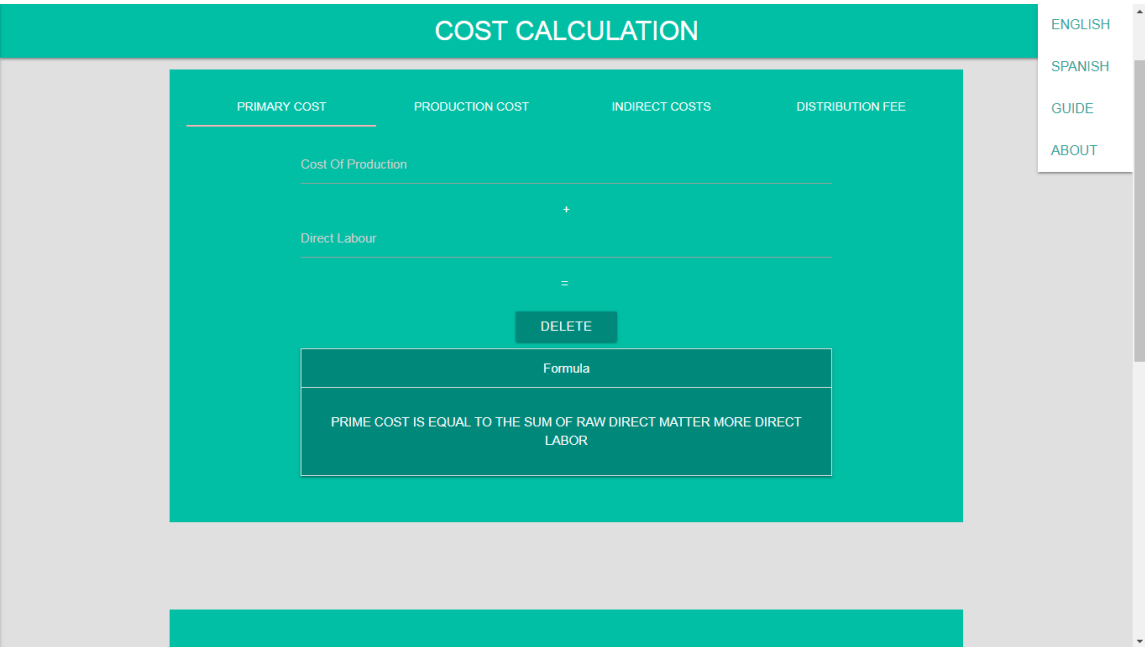 COST CALCULATION
ENGLISH
SPANISH
GUIDE
ABOUT
PRIMARY COST
PRODUCTION COST
INDIRECT COSTS
DISTRIBUTION FEE
Cost Of Production
+
Direct Labour
=
DELETE
Formula
PRIME COST IS EQUAL TO THE SUM OF RAW DIRECT MATTER MORE DIRECT
LABOR